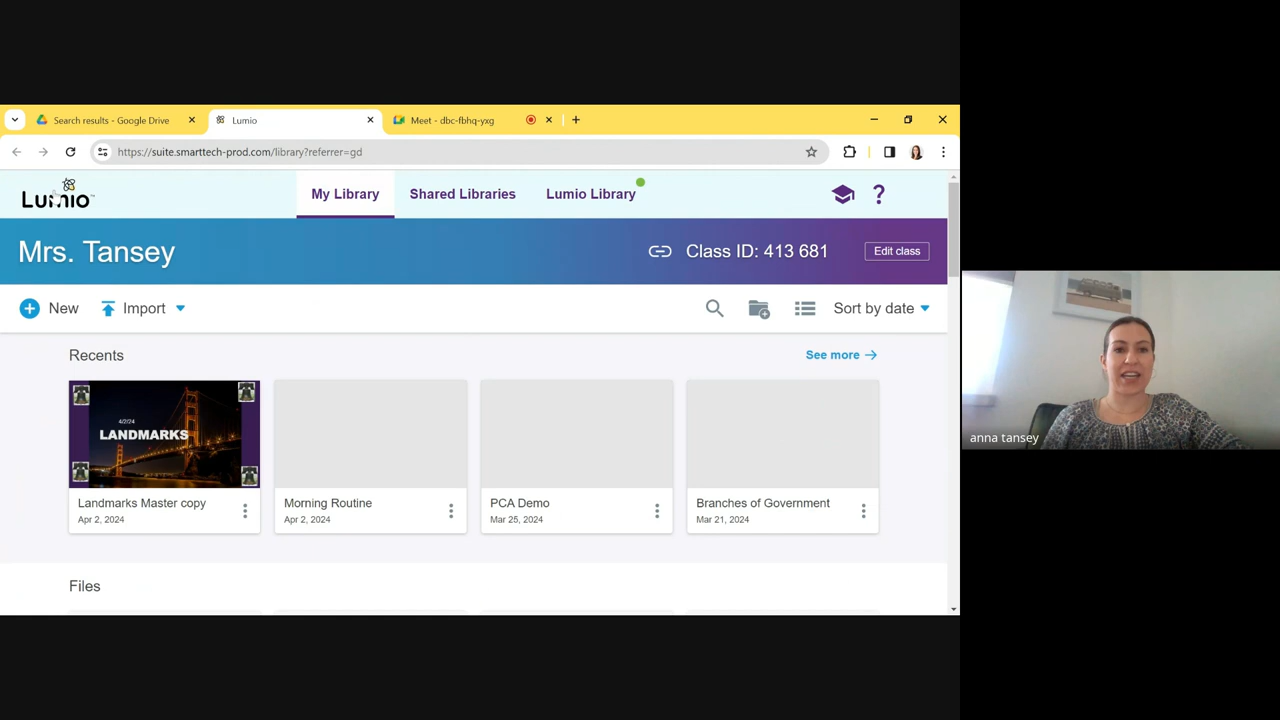 Search results - Google Drive
Lumio
Meet - dbc-fbhq-yxg
https://suite.smarttech-prod.com/library?referrer=gd
Lumio
My Library
Shared Libraries
Lumio Library
?
Mrs. Tansey
Class ID: 413 681
Edit class
New
Import
Sort by date
Recents
See more
4/2/24
LANDMARKS
Landmarks Master copy
Apr 2, 2024
Morning Routine
Apr 2, 2024
PCA Demo
Mar 25, 2024
Branches of Government
Mar 21, 2024
Files
anna tansey